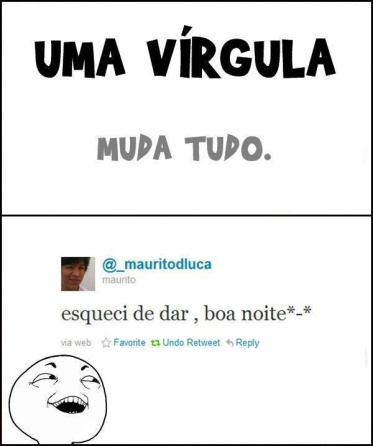 UMA VÍRGULA
MUDA TUDO.
@_mauritodluca
maurito
esqueci de dar , boa noite*-*
via web Favorite Undo Retweet Reply